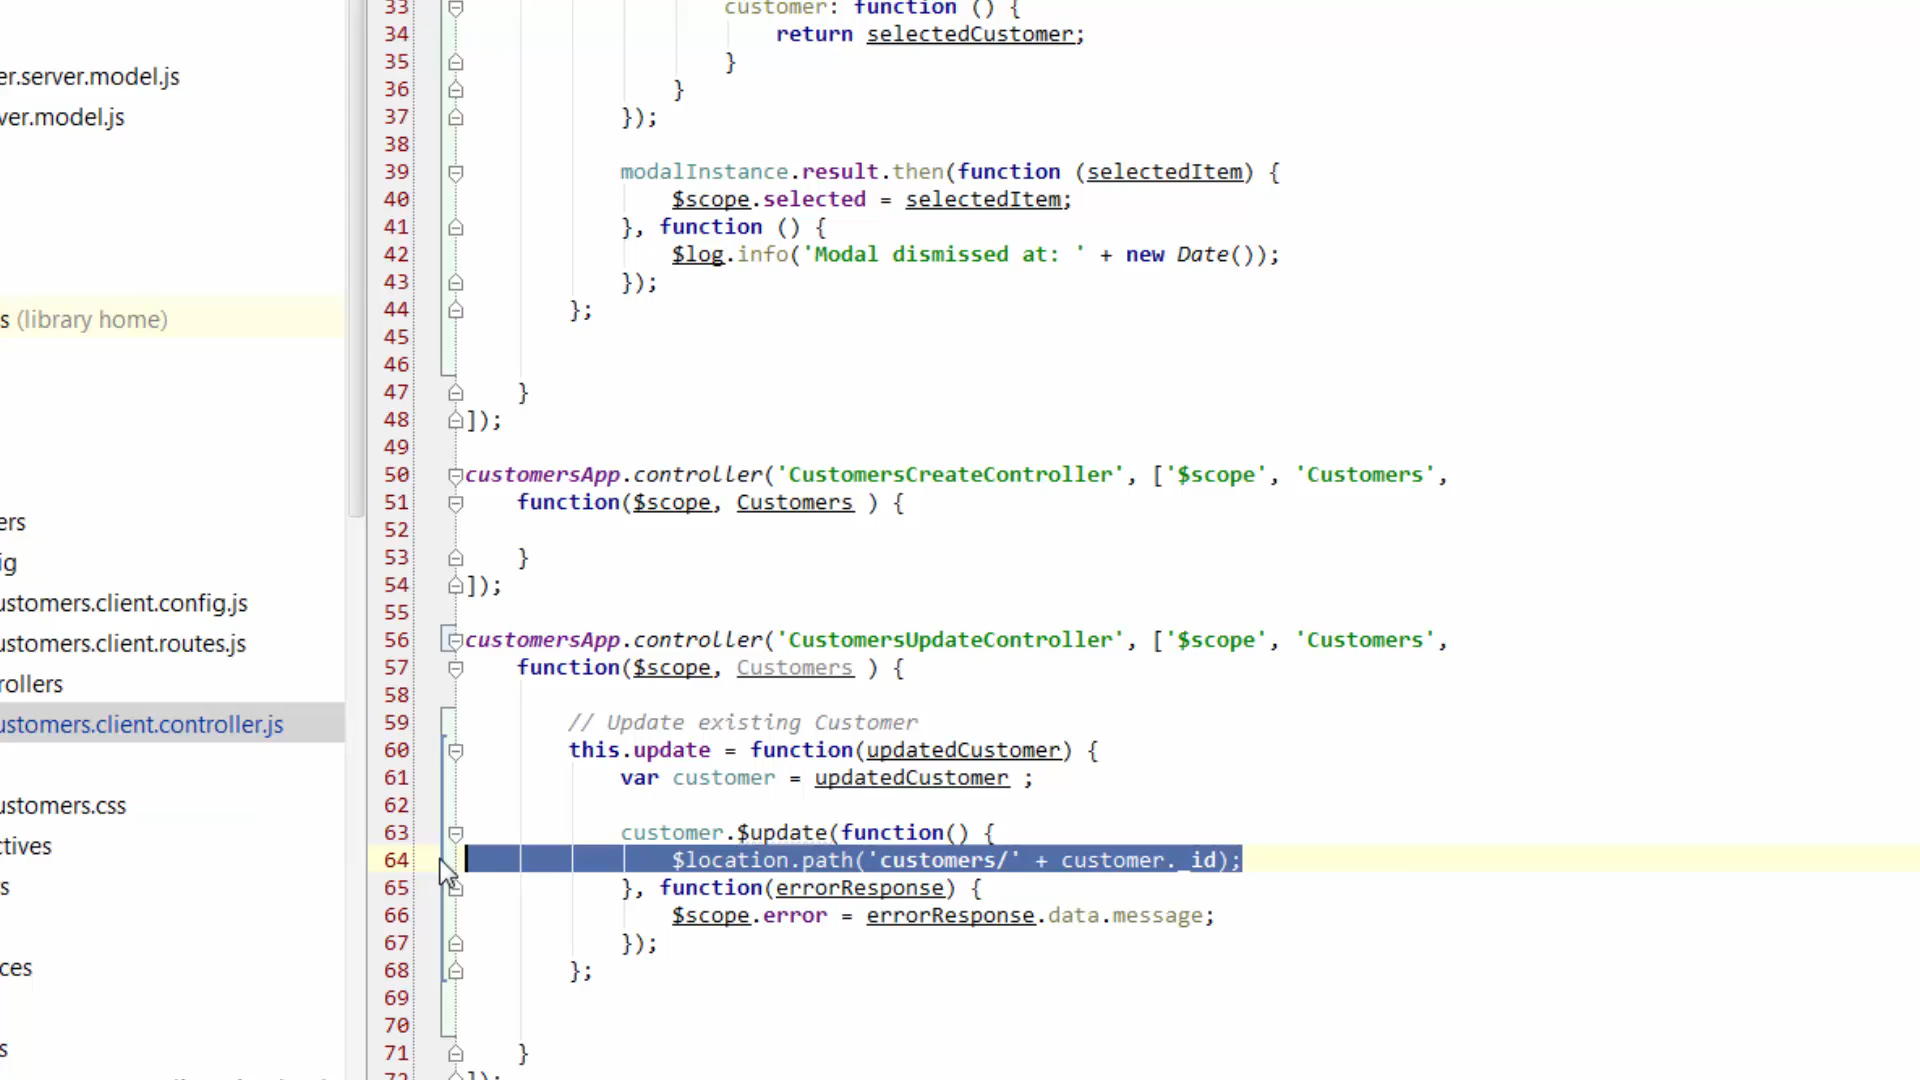 er.server.model.js
ver.model.js
s (library home)
ers
ig
ustomers.client.config.js
ustomers.client.routes.js
rollers
ustomers.client.controller.js
ustomers.css
ctives
s
ces
s
33 customer: function () {
34 return selectedCustomer;
35 }
36 }
37 });
38
39 modalInstance.result.then(function (selectedItem) {
40 $scope.selected = selectedItem;
41 }, function () {
42 $log.info('Modal dismissed at: ' + new Date());
43 });
44 };
45
46
47 }
48 ]);
49
50 customersApp.controller('CustomersCreateController', ['$scope', 'Customers',
51 function($scope, Customers ) {
52
53 }
54 ]);
55
56 customersApp.controller('CustomersUpdateController', ['$scope', 'Customers',
57 function($scope, Customers ) {
58
59 // Update existing Customer
60 this.update = function(updatedCustomer) {
61 var customer = updatedCustomer ;
62
63 customer.$update(function() {
64 $location.path('customers/' + customer._id);
65 }, function(errorResponse) {
66 $scope.error = errorResponse.data.message;
67 });
68 };
69
70
71 }
72 ]);